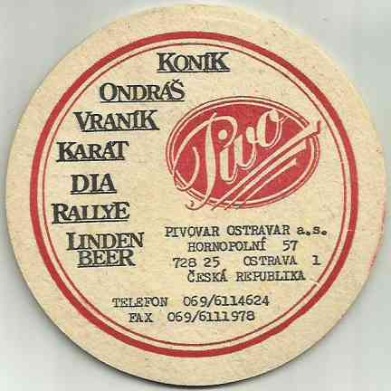 KONÍK
ONDRÁŠ
VRANÍK
KARÁT
DIA
RALLYE
LINDEN
BEER
Pivo
PIVOVAR OSTRAVAR a.s.
HORNOPOLNÍ 57
728 25 OSTRAVA 1
ČESKÁ REPUBLIKA
TELEFON 069/6114624
FAX 069/6111978